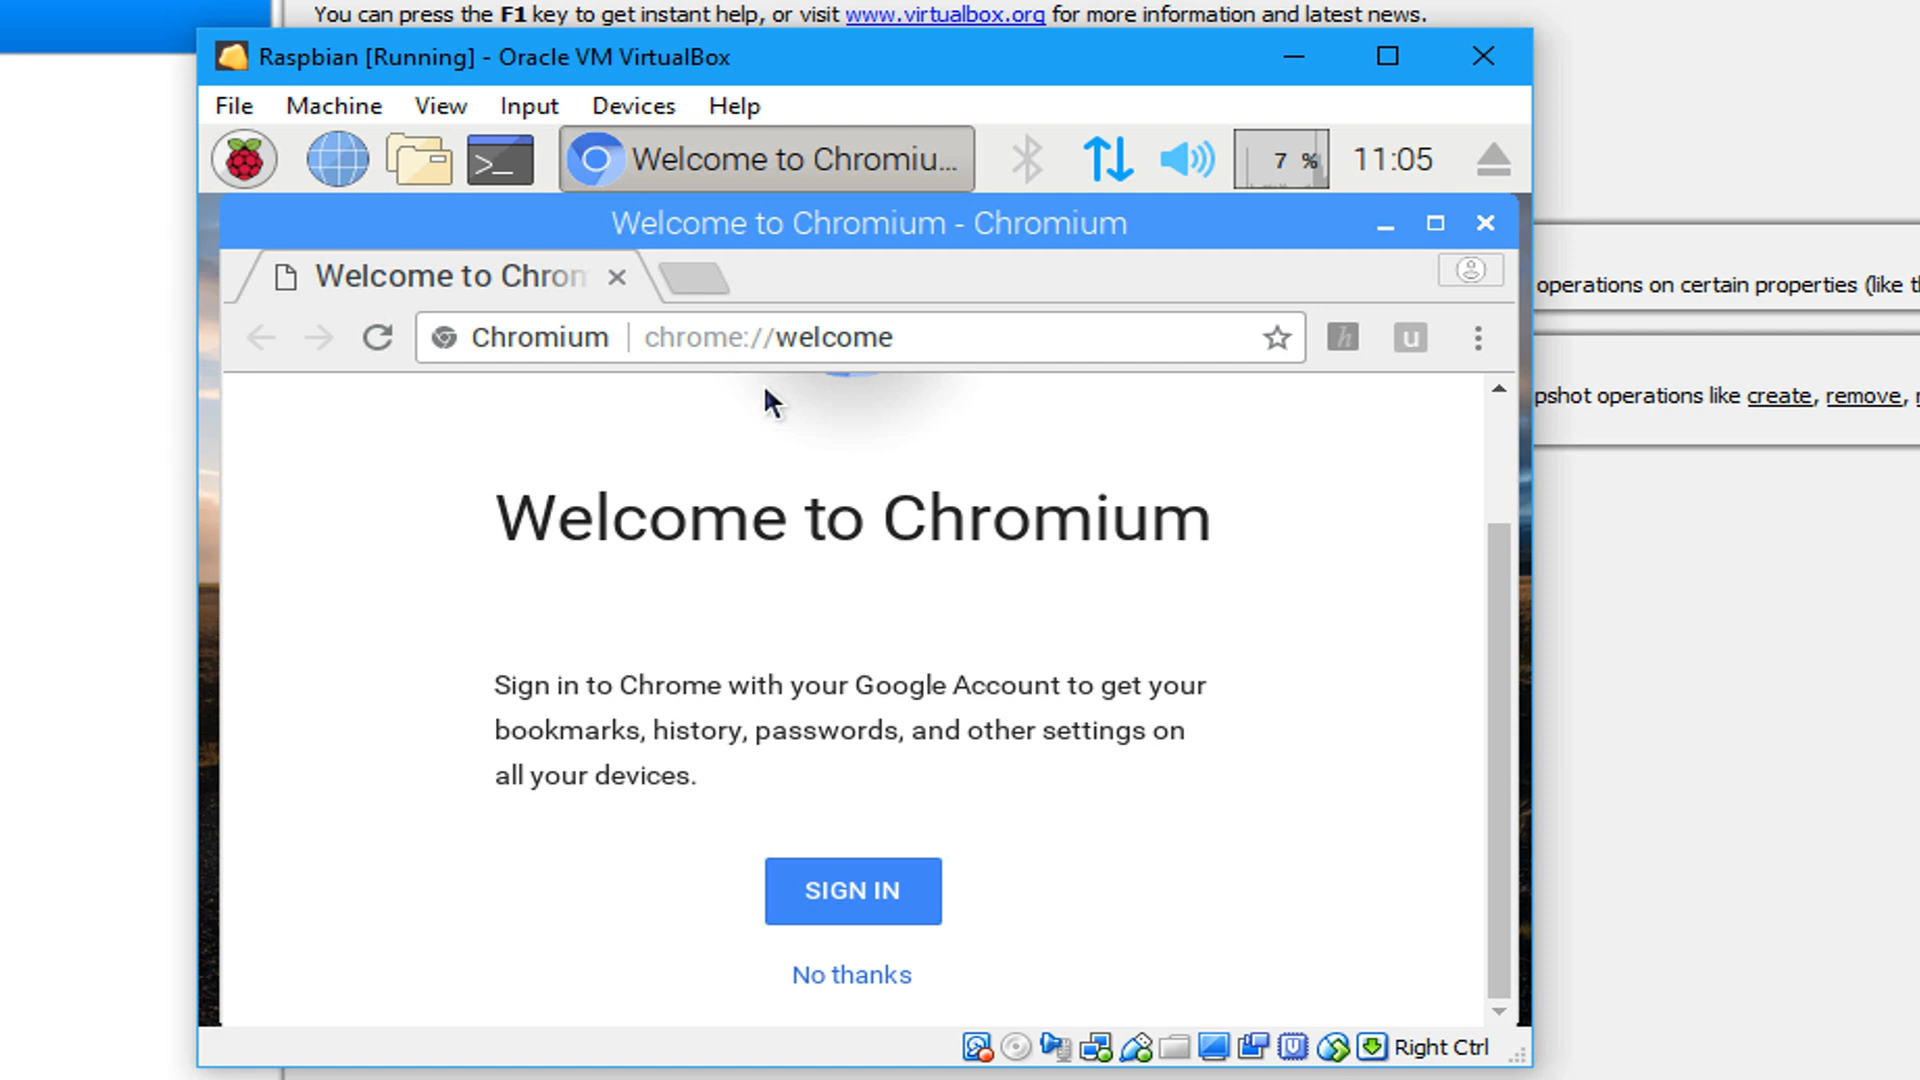 You can press the F1 key to get instant help, or visit www.virtualbox.org for more information and latest news.
Raspbian [Running] - Oracle VM VirtualBox
File Machine View Input Devices Help
Welcome to Chromiu... 7 % 11:05
Welcome to Chromium - Chromium
Welcome to Chrom
operations on certain properties (like th
Chromium chrome://welcome h u
pshot operations like create, remove, r
Welcome to Chromium
Sign in to Chrome with your Google Account to get your
bookmarks, history, passwords, and other settings on
all your devices.
SIGN IN
No thanks
Right Ctrl